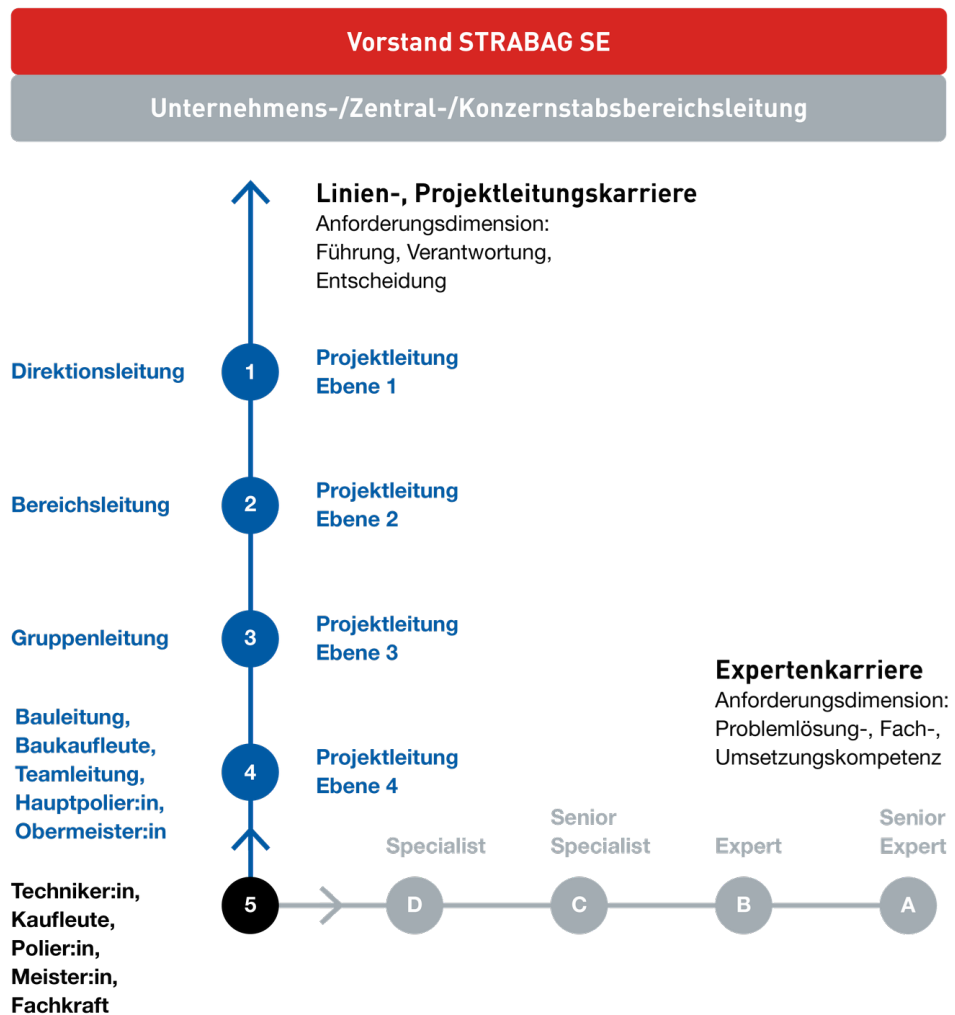 Vorstand STRABAG SE
Unternehmens-/Zentral-/Konzernstabsbereichsleitung
Linien-, Projektleitungskarriere
Anforderungsdimension:
Führung, Verantwortung,
Entscheidung
Direktionsleitung
1
Projektleitung
Ebene 1
Bereichsleitung
2
Projektleitung
Ebene 2
Gruppenleitung
3
Projektleitung
Ebene 3
Bauleitung,
Baukaufleute,
Teamleitung,
Hauptpolier:in,
Obermeister:in
4
Projektleitung
Ebene 4
Expertenkarriere
Anforderungsdimension:
Problemlösung-, Fach-,
Umsetzungskompetenz
Techniker:in,
Kaufleute,
Polier:in,
Meister:in,
Fachkraft
5
Specialist
D
Senior
Specialist
C
Expert
B
Senior
Expert
A